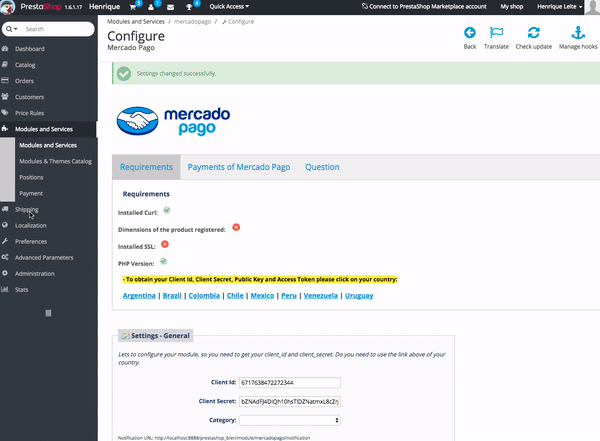 PrestaShop 1.6.1.17 Henrique 5 1 6 Quick Access Connect to PrestaShop Marketplace account My shop Henrique Leite
Modules and Services / mercadopago / Configure
Configure
Mercado Pago
Back Translate Check update Manage hooks
Search
Dashboard
Catalog
Orders
Customers
Price Rules
Modules and Services
Modules and Services
Modules & Themes Catalog
Positions
Payment
Shipping
Localization
Preferences
Advanced Parameters
Administration
Stats
Settings changed successfully.
mercado
pago
Requirements Payments of Mercado Pago Question
Requirements
Installed Curl:
Dimensions of the product registered:
Installed SSL:
PHP Version:
- To obtain your Client Id, Client Secret, Public Key and Access Token please click on your country:
Argentina | Brazil | Colombia | Chile | Mexico | Peru | Venezuela | Uruguay
Settings - General
Lets to configure your module, so you need to get your client_id and client_secret. Do you need to use the link above of your
country.
Client Id: 6717638472272344
Client Secret:
Category:
Notification URL: http://localhost:8888/prestashop_6/en/module/mercadopago/notification